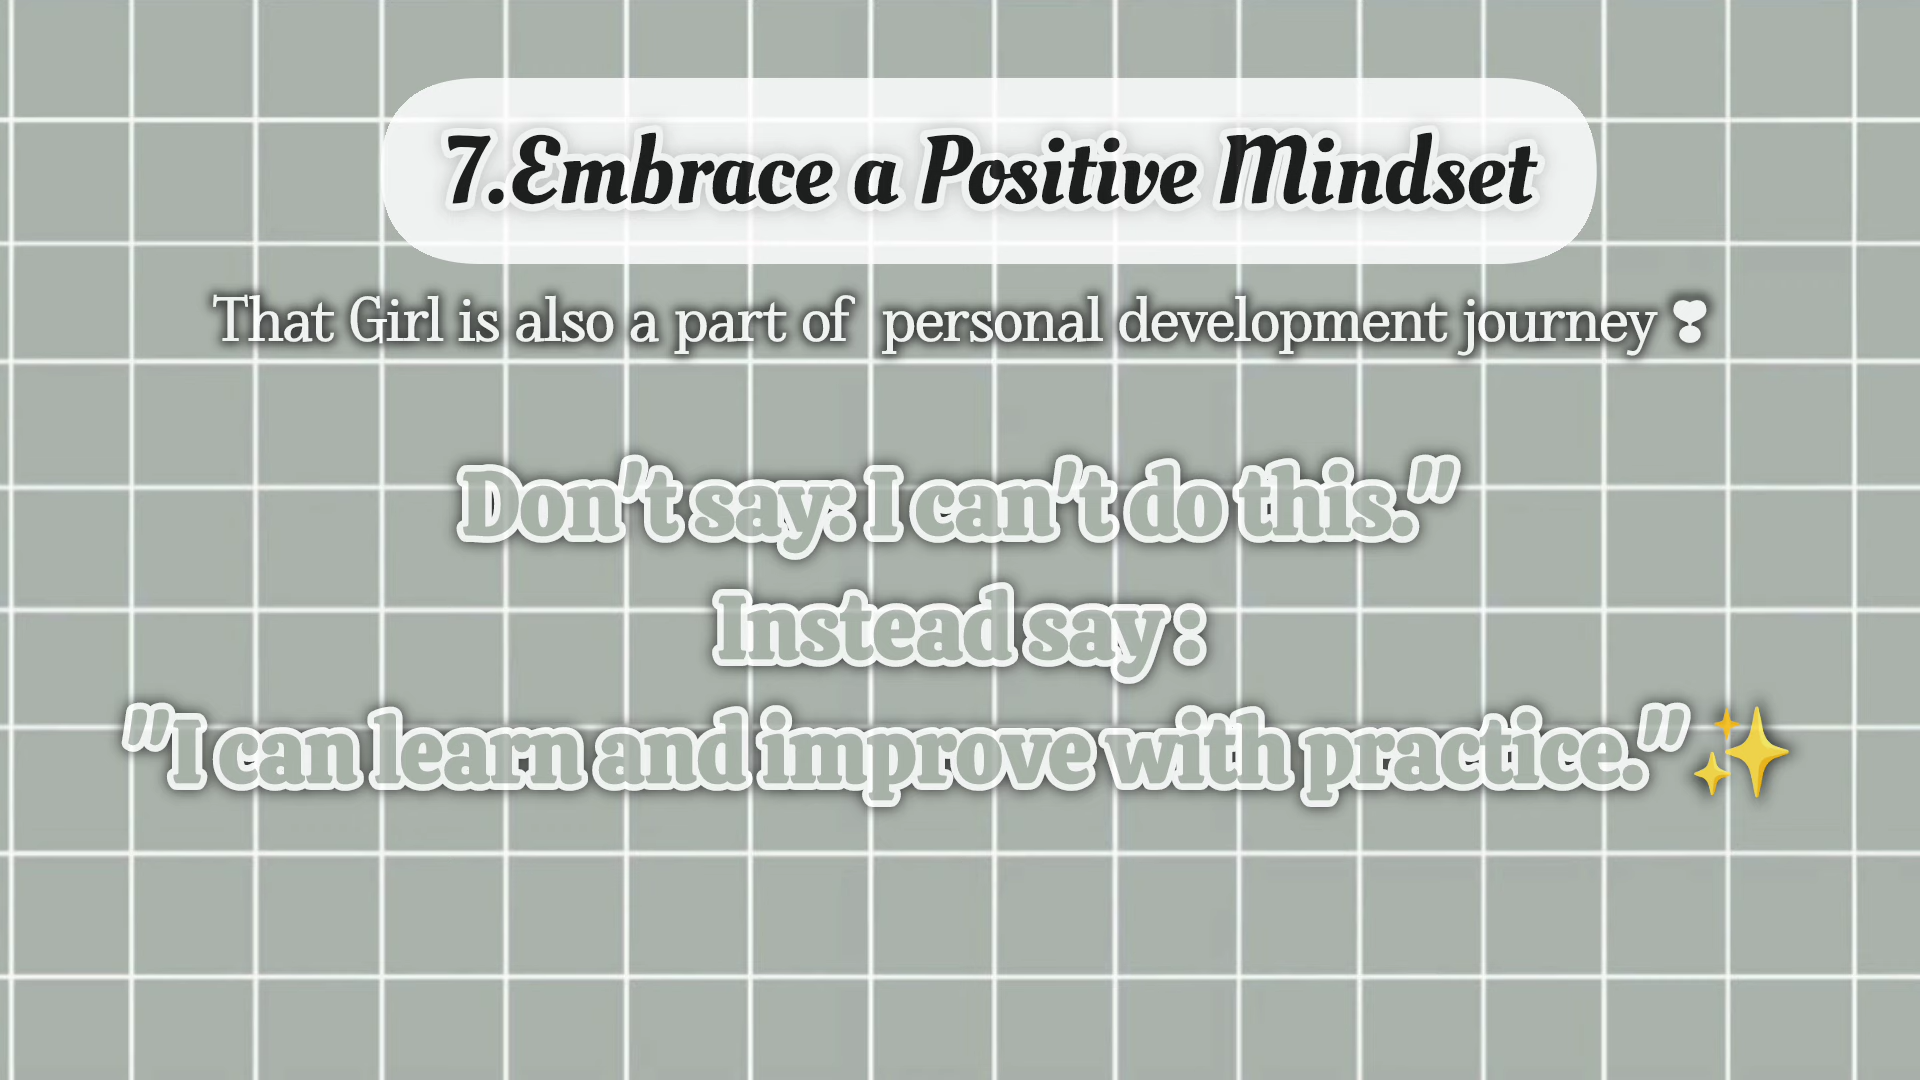 7.Embrace a Positive Mindset
That Girl is also a part of  personal development journey❣
Don't say: I can't do this."
Instead say :
"I can learn and improve with practice."✨